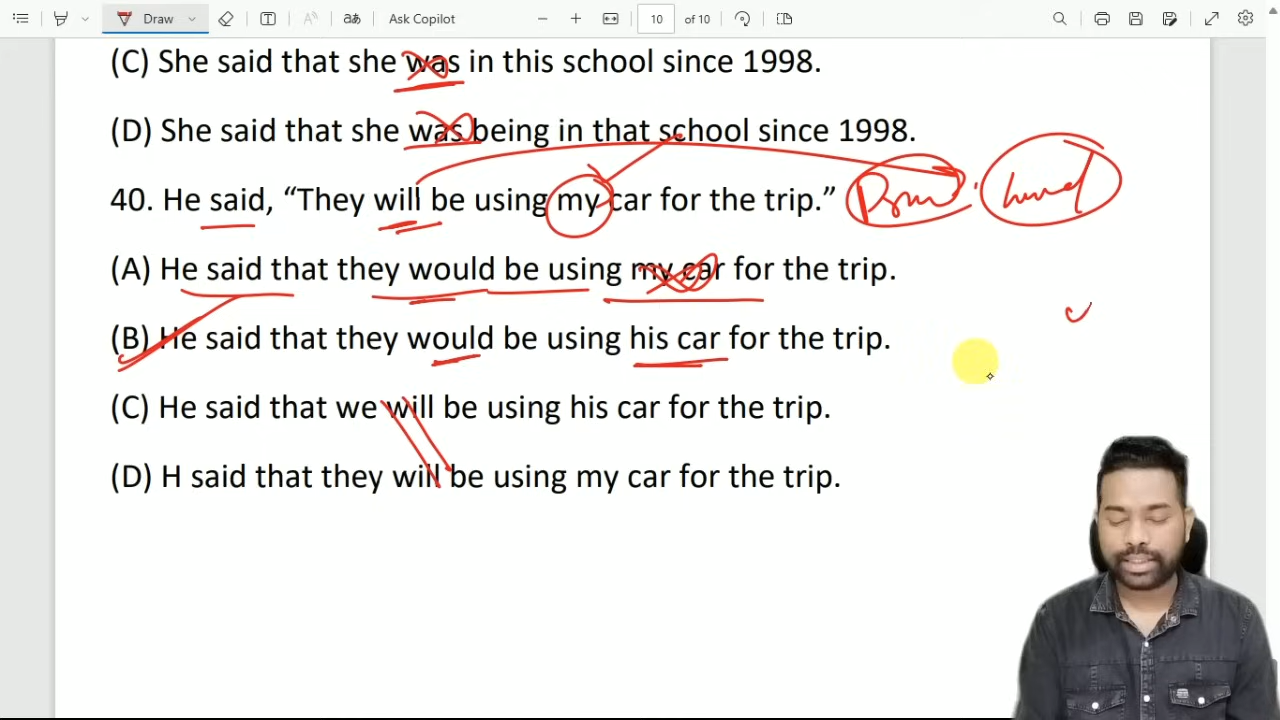 Draw
Ask Copilot
10
of 10
(C) She said that she was in this school since 1998.
(D) She said that she was being in that school since 1998.
40. He said, “They will be using my car for the trip.”
(A) He said that they would be using my car for the trip.
(B) He said that they would be using his car for the trip.
(C) He said that we will be using his car for the trip.
(D) H said that they will be using my car for the trip.